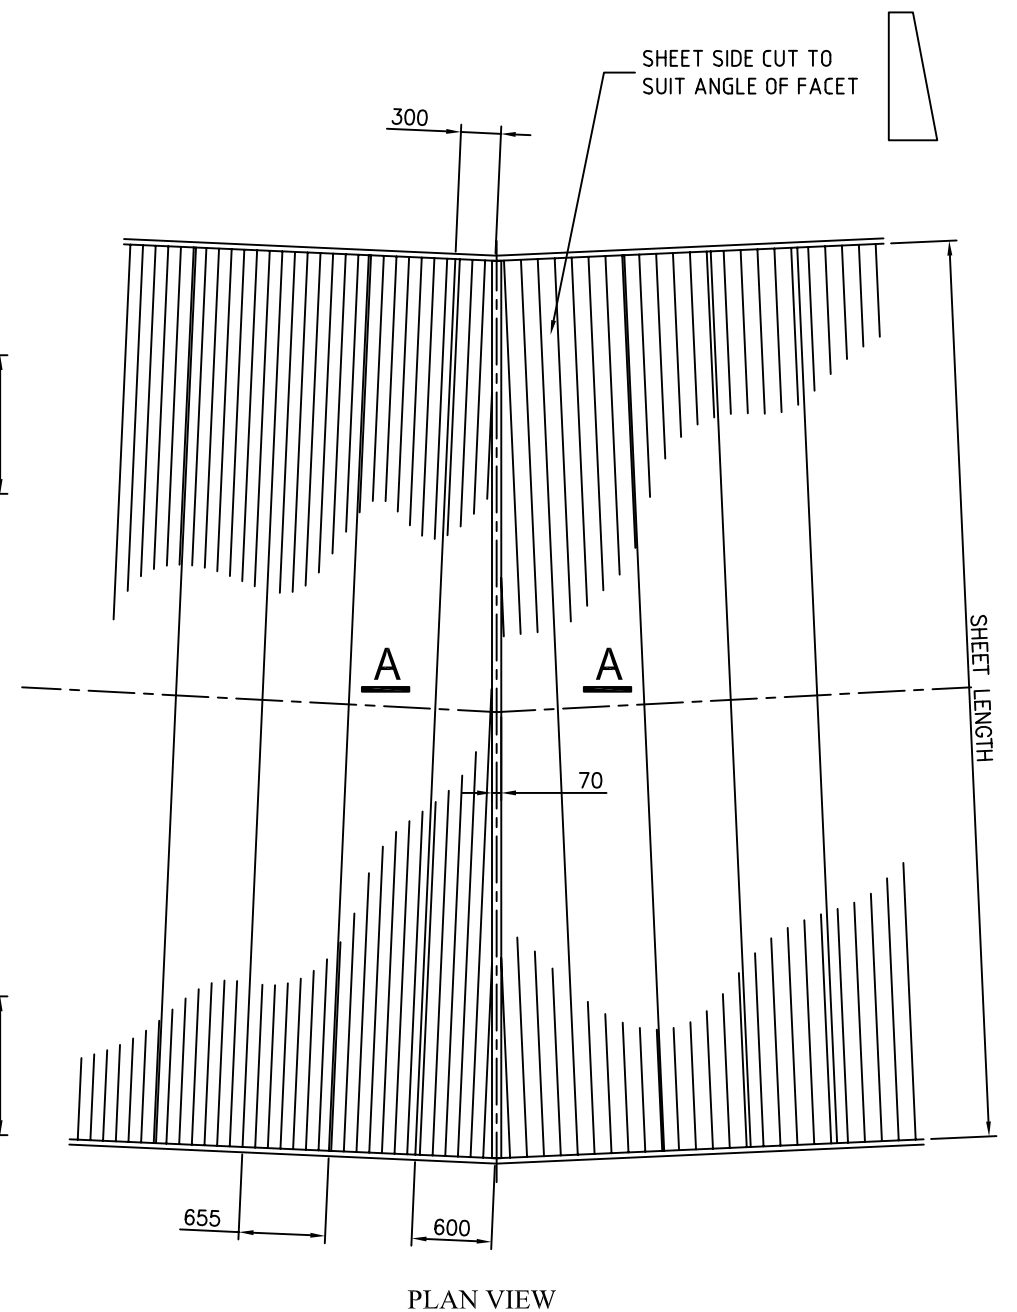 SHEET SIDE CUT TO
SUIT ANGLE OF FACET
300
SHEET LENGTH
A
A
70
655
600
PLAN VIEW